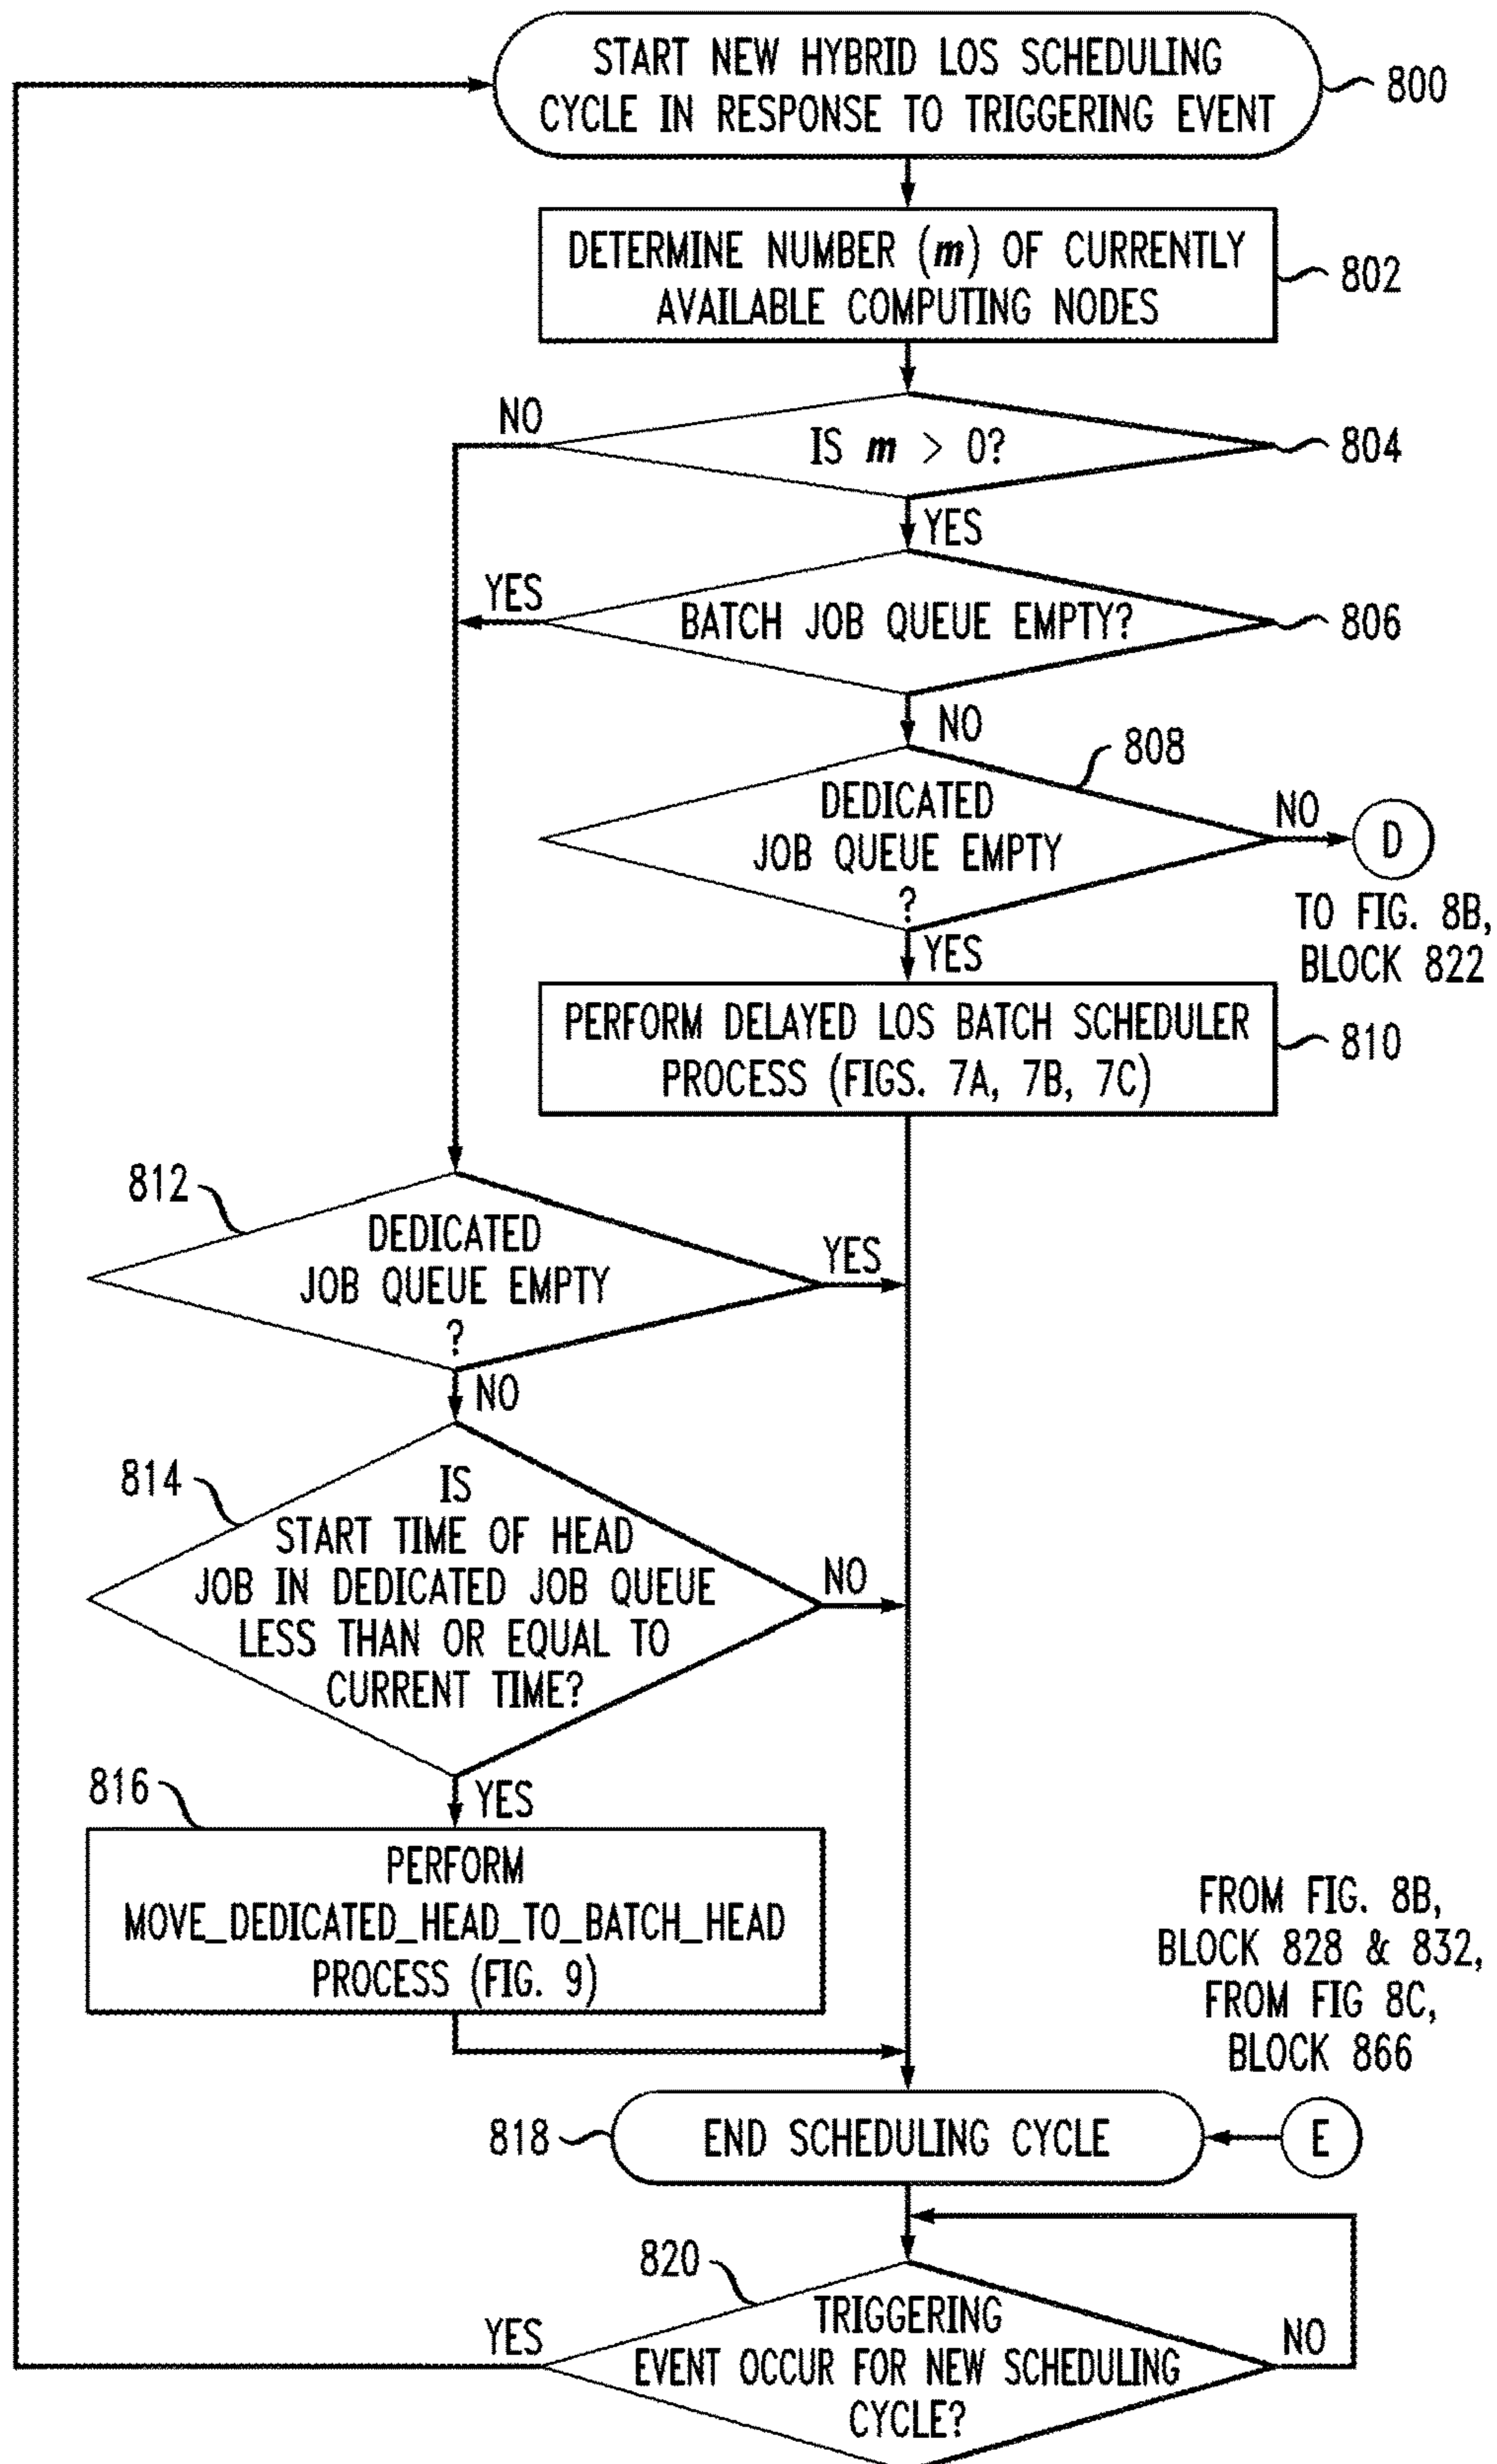 START NEW HYBRID LOS SCHEDULING
CYCLE IN RESPONSE TO TRIGGERING EVENT
800
DETERMINE NUMBER (m) OF CURRENTLY
AVAILABLE COMPUTING NODES
802
NO
IS m > 0?
804
YES
YES
BATCH JOB QUEUE EMPTY?
806
NO
808
DEDICATED
JOB QUEUE EMPTY
?
NO
D
TO FIG. 8B,
BLOCK 822
YES
PERFORM DELAYED LOS BATCH SCHEDULER
PROCESS (FIGS. 7A, 7B, 7C)
810
812
DEDICATED
JOB QUEUE EMPTY
?
YES
NO
814
IS
START TIME OF HEAD
JOB IN DEDICATED JOB QUEUE
LESS THAN OR EQUAL TO
CURRENT TIME?
NO
YES
816
PERFORM
MOVE_DEDICATED_HEAD_TO_BATCH_HEAD
PROCESS (FIG. 9)
FROM FIG. 8B,
BLOCK 828 & 832,
FROM FIG 8C,
BLOCK 866
818
END SCHEDULING CYCLE
E
820
YES
TRIGGERING
EVENT OCCUR FOR NEW SCHEDULING
CYCLE?
NO